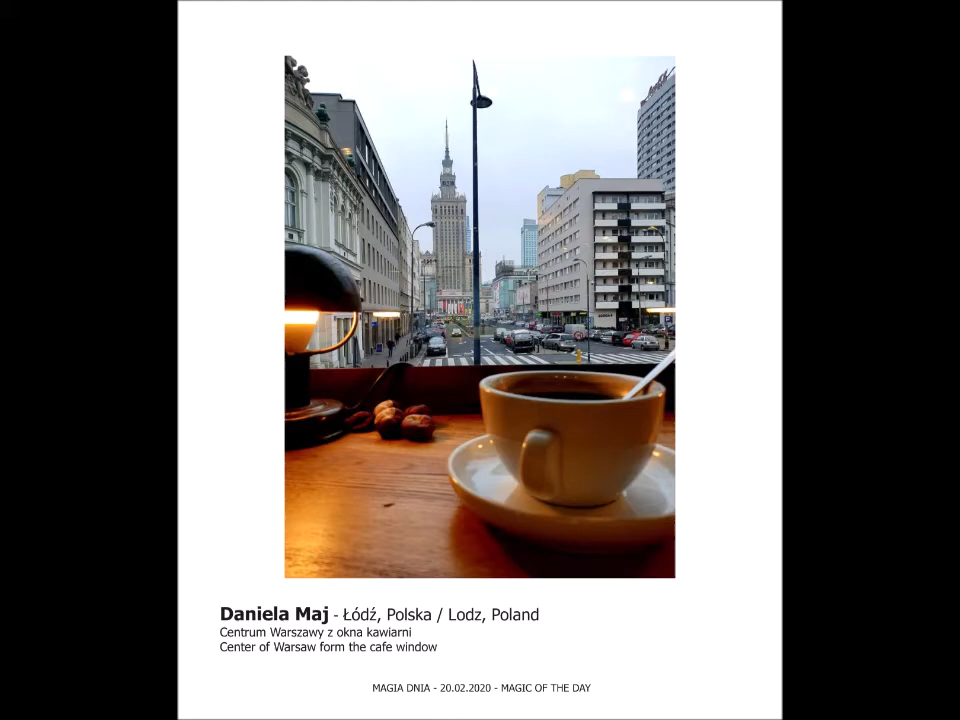 Daniela Maj - Łódź, Polska / Lodz, Poland
Centrum Warszawy z okna kawiarni
Center of Warsaw form the cafe window
MAGIA DNIA - 20.02.2020 - MAGIC OF THE DAY